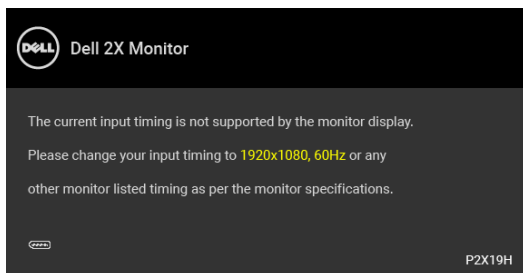 DELL
Dell 2X Monitor
The current input timing is not supported by the monitor display.
Please change your input timing to 1920x1080, 60Hz or any
other monitor listed timing as per the monitor specifications.
P2X19H